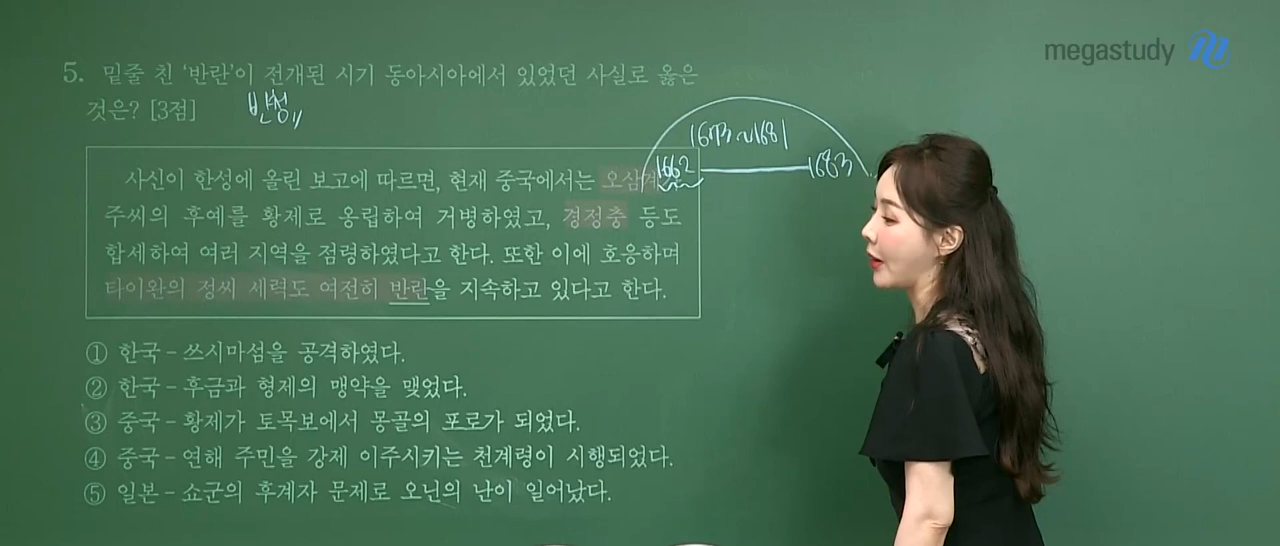 megastudy
5. 밑줄 친 '반란'이 전개된 시기 동아시아에서 있었던 사실로 옳은
것은? [3점]
반청
1673~1681
1662
1683
사신이 한성에 올린 보고에 따르면, 현재 중국에서는 오삼계
주씨의 후예를 황제로 옹립하여 거병하였고, 경정충 등도
합세하여 여러 지역을 점령하였다고 한다. 또한 이에 호응하며
타이완의 정씨 세력도 여전히 반란을 지속하고 있다고 한다.
① 한국 - 쓰시마섬을 공격하였다.
② 한국 - 후금과 형제의 맹약을 맺었다.
③ 중국 - 황제가 토목보에서 몽골의 포로가 되었다.
④ 중국 - 연해 주민을 강제 이주시키는 천계령이 시행되었다.
⑤ 일본 - 쇼군의 후계자 문제로 오닌의 난이 일어났다.